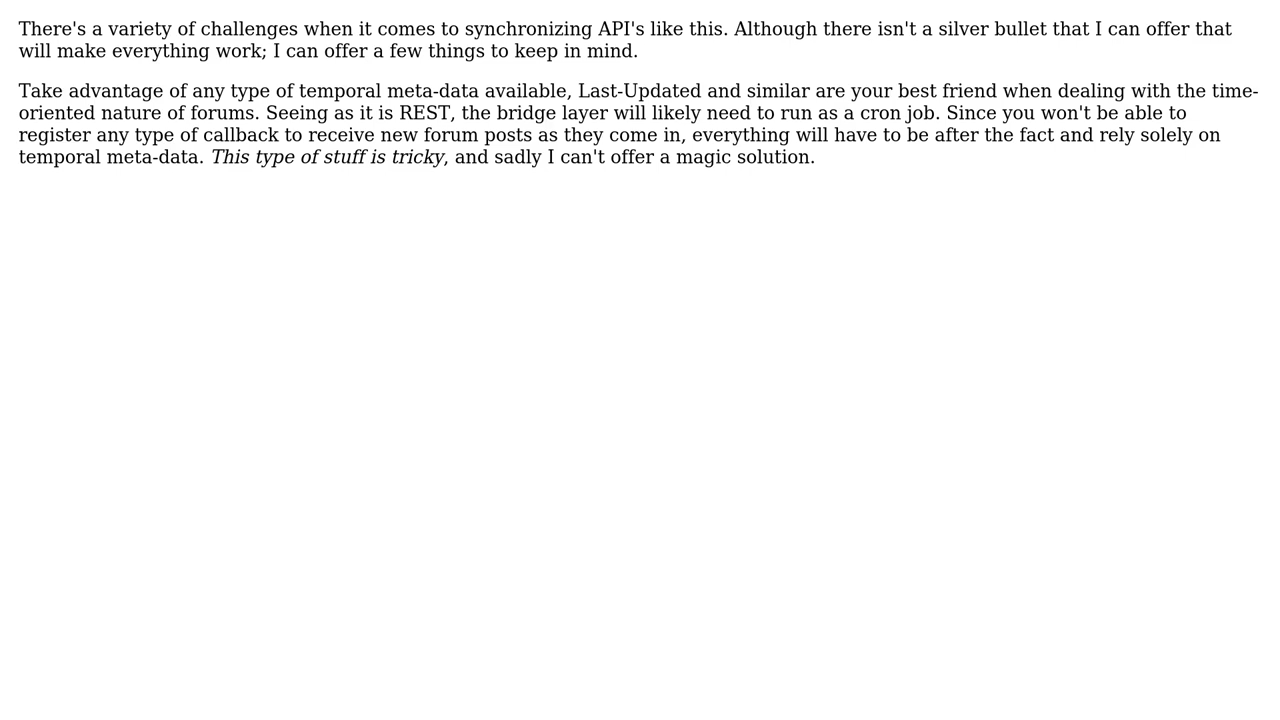 There's a variety of challenges when it comes to synchronizing API's like this. Although there isn't a silver bullet that I can offer that
will make everything work; I can offer a few things to keep in mind.
Take advantage of any type of temporal meta-data available, Last-Updated and similar are your best friend when dealing with the time-
oriented nature of forums. Seeing as it is REST, the bridge layer will likely need to run as a cron job. Since you won't be able to
register any type of callback to receive new forum posts as they come in, everything will have to be after the fact and rely solely on
temporal meta-data. This type of stuff is tricky, and sadly I can't offer a magic solution.